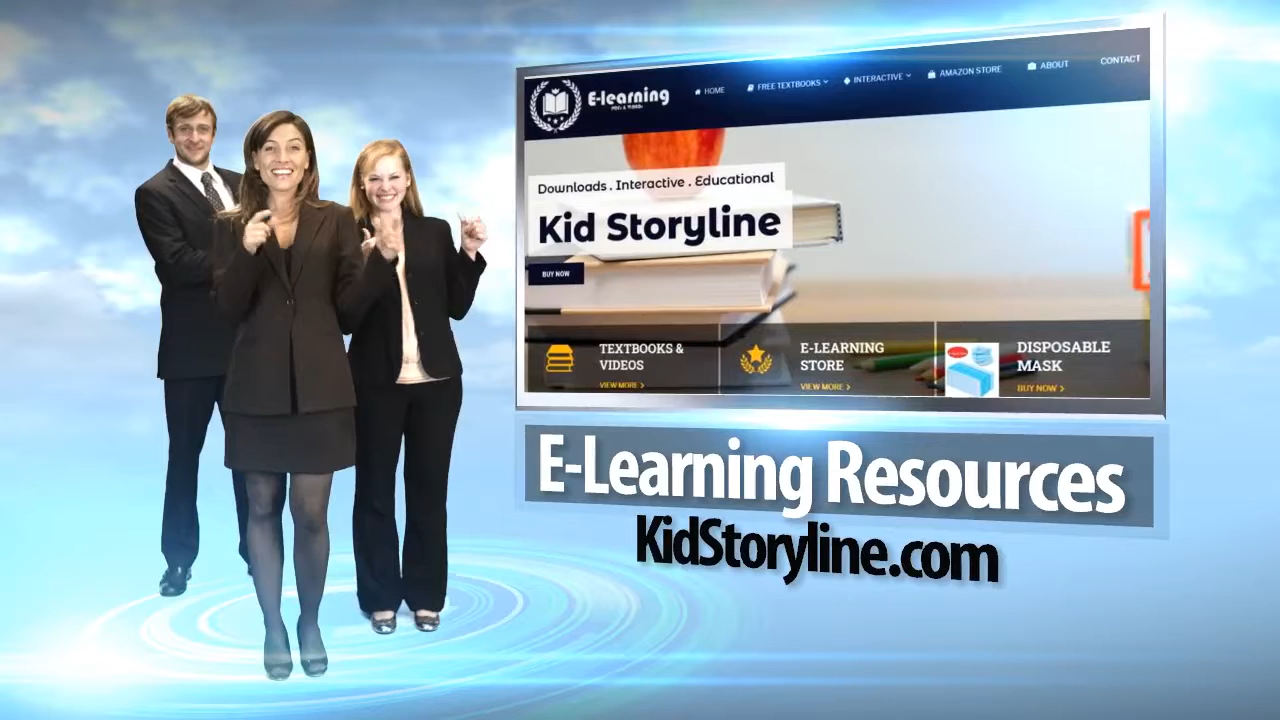 E-learning
HOME
FREE TEXTBOOKS
INTERACTIVE
AMAZON STORE
ABOUT
CONTACT
Downloads . Interactive . Educational
Kid Storyline
BUY NOW
TEXTBOOKS &
VIDEOS
VIEW MORE
E-LEARNING
STORE
VIEW MORE
DISPOSABLE
MASK
BUY NOW
E-Learning Resources
KidStoryline.com